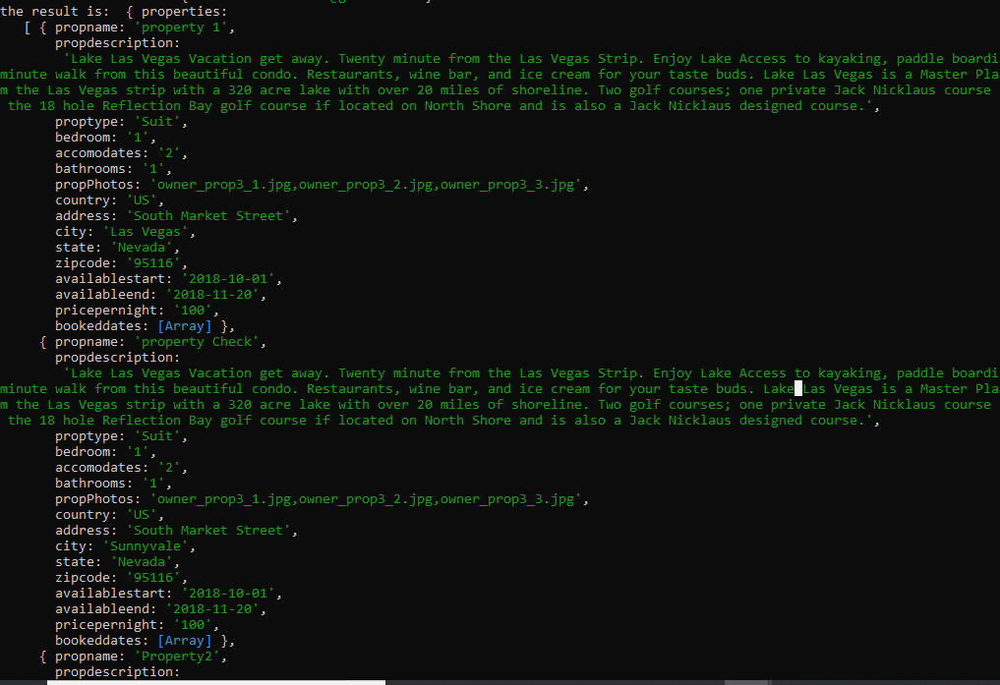 the result is:  { properties:
[ { propname: 'property 1',
propdescription:
'Lake Las Vegas Vacation get away. Twenty minute from the Las Vegas Strip. Enjoy Lake Access to kayaking, paddle boardi
minute walk from this beautiful condo. Restaurants, wine bar, and ice cream for your taste buds. Lake Las Vegas is a Master Pla
m the Las Vegas strip with a 320 acre lake with over 20 miles of shoreline. Two golf courses; one private Jack Nicklaus course
the 18 hole Reflection Bay golf course if located on North Shore and is also a Jack Nicklaus designed course.',
proptype: 'Suit',
bedroom: '1',
accomodates: '2',
bathrooms: '1',
propPhotos: 'owner_prop3_1.jpg,owner_prop3_2.jpg,owner_prop3_3.jpg',
country: 'US',
address: 'South Market Street',
city: 'Las Vegas',
state: 'Nevada',
zipcode: '95116',
availablestart: '2018-10-01',
availableend: '2018-11-20',
pricepernight: '100',
bookeddates: [Array] },
{ propname: 'property Check',
propdescription:
'Lake Las Vegas Vacation get away. Twenty minute from the Las Vegas Strip. Enjoy Lake Access to kayaking, paddle boardi
minute walk from this beautiful condo. Restaurants, wine bar, and ice cream for your taste buds. Lake Las Vegas is a Master Pla
m the Las Vegas strip with a 320 acre lake with over 20 miles of shoreline. Two golf courses; one private Jack Nicklaus course
the 18 hole Reflection Bay golf course if located on North Shore and is also a Jack Nicklaus designed course.',
proptype: 'Suit',
bedroom: '1',
accomodates: '2',
bathrooms: '1',
propPhotos: 'owner_prop3_1.jpg,owner_prop3_2.jpg,owner_prop3_3.jpg',
country: 'US',
address: 'South Market Street',
city: 'Sunnyvale',
state: 'Nevada',
zipcode: '95116',
availablestart: '2018-10-01',
availableend: '2018-11-20',
pricepernight: '100',
bookeddates: [Array] },
{ propname: 'Property2',
propdescription: